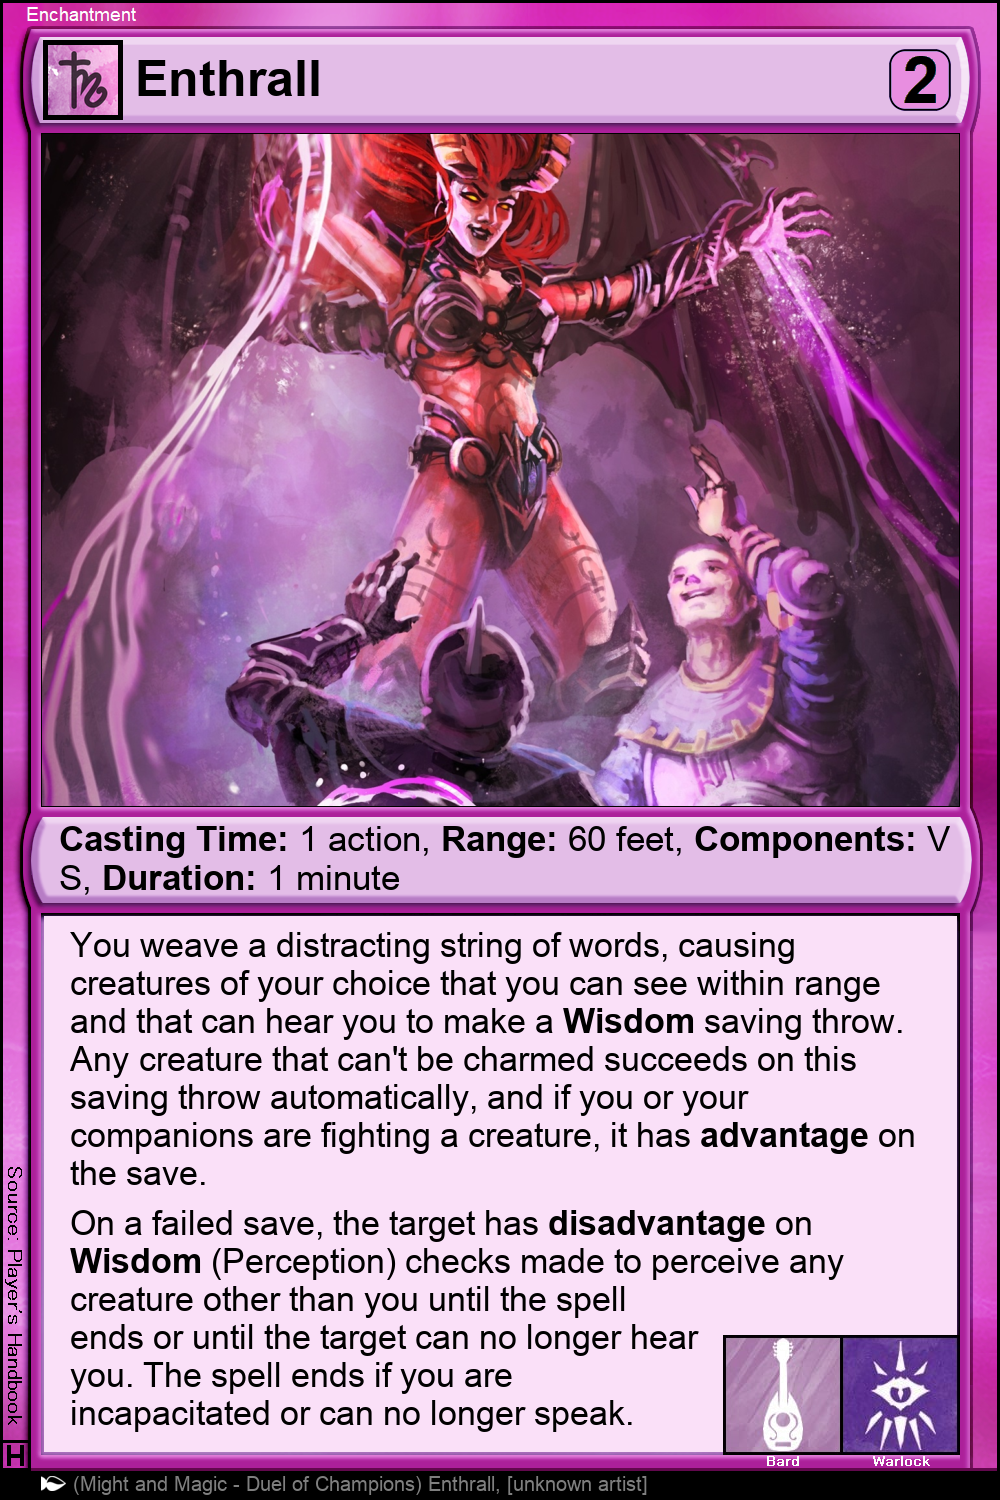 Enchantment
Enthrall
2
Casting Time: 1 action, Range: 60 feet, Components: V
S, Duration: 1 minute
You weave a distracting string of words, causing
creatures of your choice that you can see within range
and that can hear you to make a Wisdom saving throw.
Any creature that can't be charmed succeeds on this
saving throw automatically, and if you or your
companions are fighting a creature, it has advantage on
the save.
On a failed save, the target has disadvantage on
Wisdom (Perception) checks made to perceive any
creature other than you until the spell
ends or until the target can no longer hear
you. The spell ends if you are
incapacitated or can no longer speak.
Bard
Warlock
Source: Player's Handbook
H
(Might and Magic - Duel of Champions) Enthrall, [unknown artist]